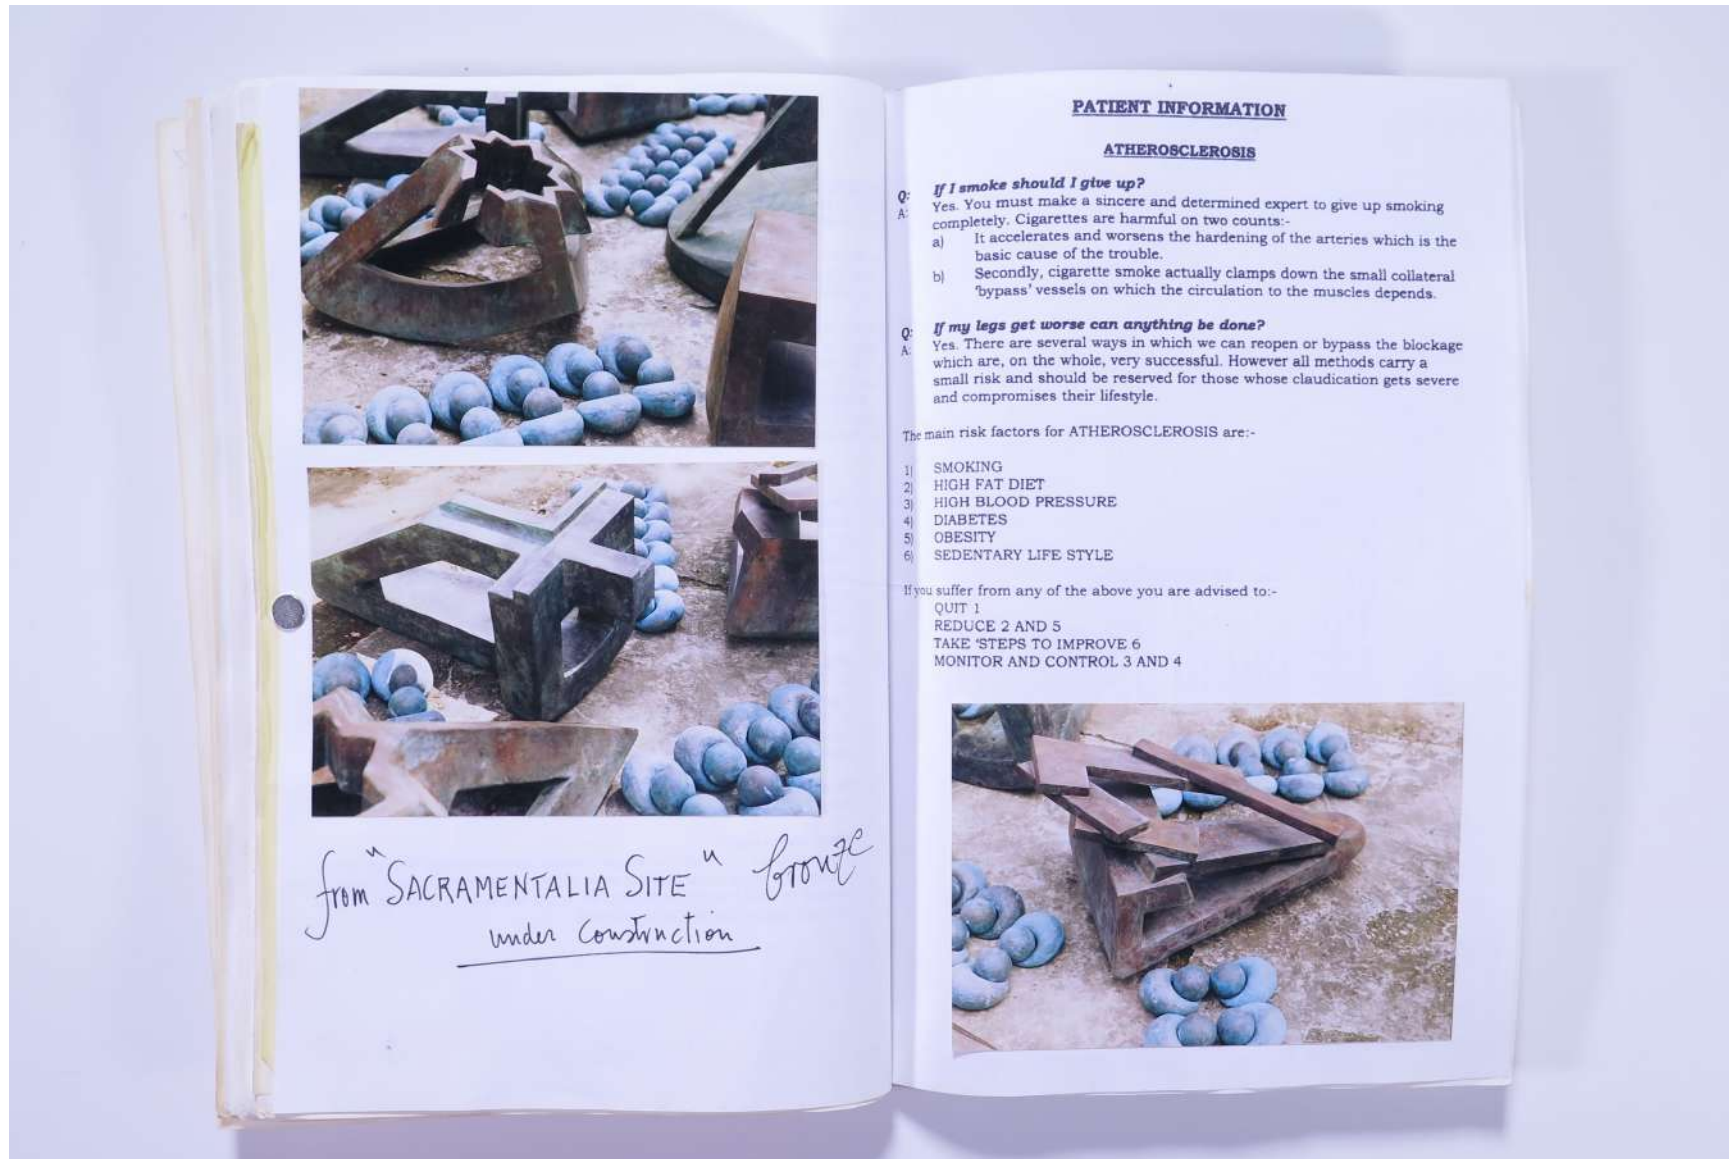 from "SACRAMENTALIA SITE" bronze
under construction
PATIENT INFORMATION
ATHEROSCLEROSIS
Q: If I smoke should I give up?
A: Yes. You must make a sincere and determined expert to give up smoking
completely. Cigarettes are harmful on two counts:-
a) It accelerates and worsens the hardening of the arteries which is the
basic cause of the trouble.
b) Secondly, cigarette smoke actually clamps down the small collateral
'bypass' vessels on which the circulation to the muscles depends.
Q: If my legs get worse can anything be done?
A: Yes. There are several ways in which we can reopen or bypass the blockage
which are, on the whole, very successful. However all methods carry a
small risk and should be reserved for those whose claudication gets severe
and compromises their lifestyle.
The main risk factors for ATHEROSCLEROSIS are:-
1) SMOKING
2) HIGH FAT DIET
3) HIGH BLOOD PRESSURE
4) DIABETES
5) OBESITY
6) SEDENTARY LIFE STYLE
If you suffer from any of the above you are advised to:-
QUIT 1
REDUCE 2 AND 5
TAKE 'STEPS TO IMPROVE 6
MONITOR AND CONTROL 3 AND 4